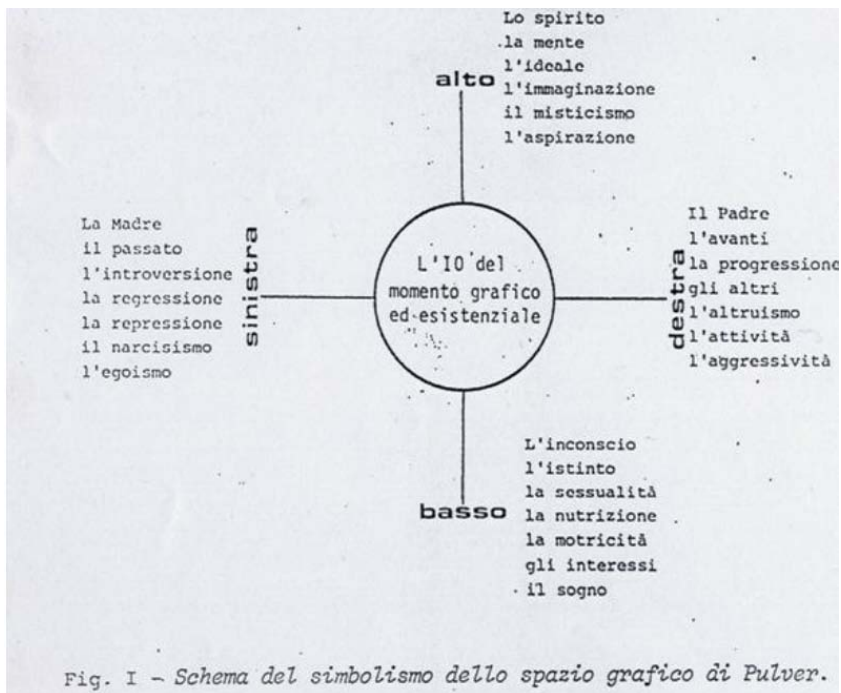 alto
Lo spirito
la mente
l'ideale
l'immaginazione
il misticismo
l'aspirazione
sinistra
La Madre
il passato
l'introversione
la regressione
la repressione
il narcisismo
l'egoismo
L'IO del
momento grafico
ed esistenziale
destra
Il Padre
l'avanti
la progressione
gli altri
l'altruismo
l'attività
l'aggressività
basso
L'inconscio
l'istinto
la sessualità
la nutrizione
la motricità
gli interessi
il sogno
Fig. I - Schema del simbolismo dello spazio grafico di Pulver.